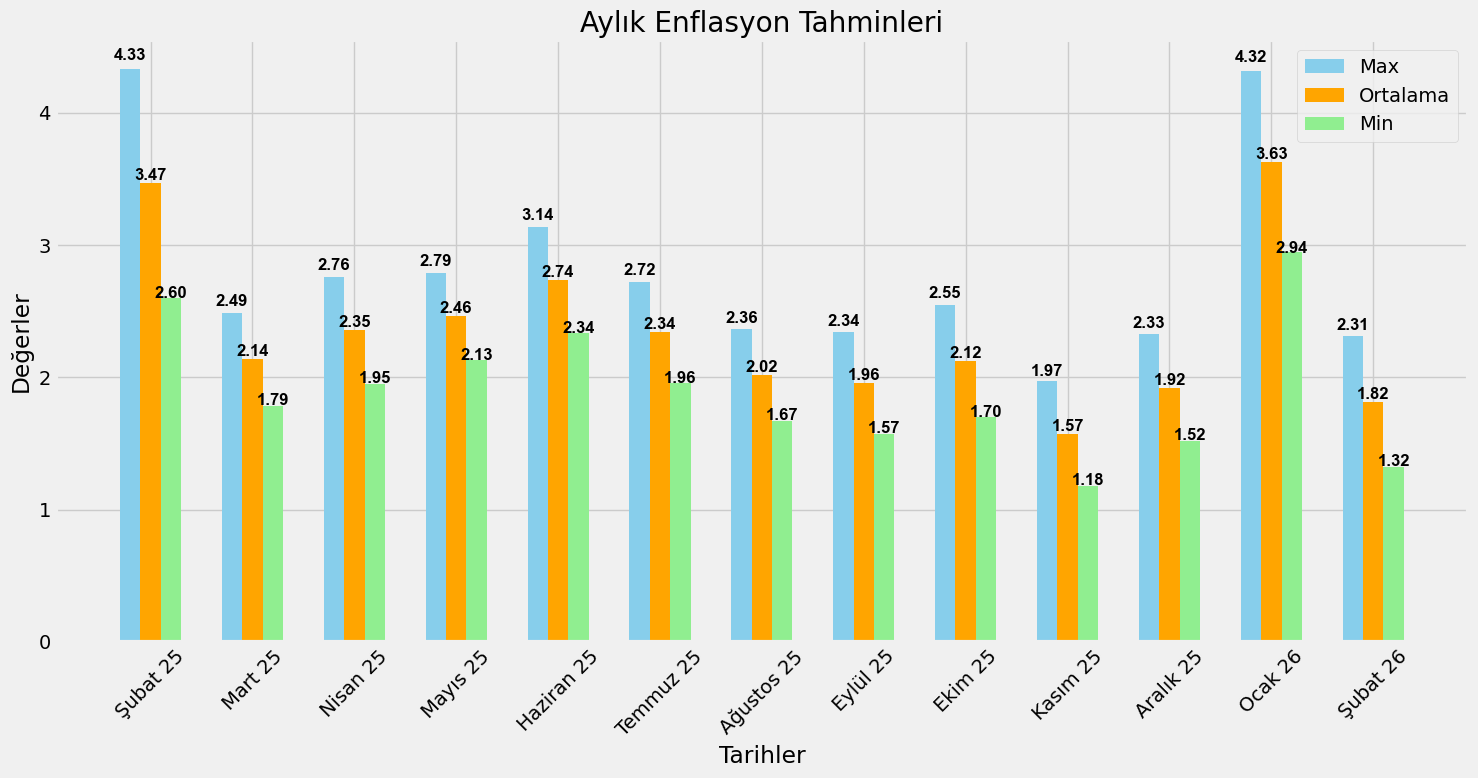 Aylık Enflasyon Tahminleri
Max
Ortalama
Min
Değerler
4
3
2
1
0
4.33
3.47
2.60
2.49
2.14
1.79
2.76
2.35
1.95
2.79
2.46
2.13
3.14
2.74
2.34
2.72
2.34
1.96
2.36
2.02
1.67
2.34
1.96
1.57
2.55
2.12
1.70
1.97
1.57
1.18
2.33
1.92
1.52
4.32
3.63
2.94
2.31
1.82
1.32
Şubat 25
Mart 25
Nisan 25
Mayıs 25
Haziran 25
Temmuz 25
Ağustos 25
Eylül 25
Ekim 25
Kasım 25
Aralık 25
Ocak 26
Şubat 26
Tarihler